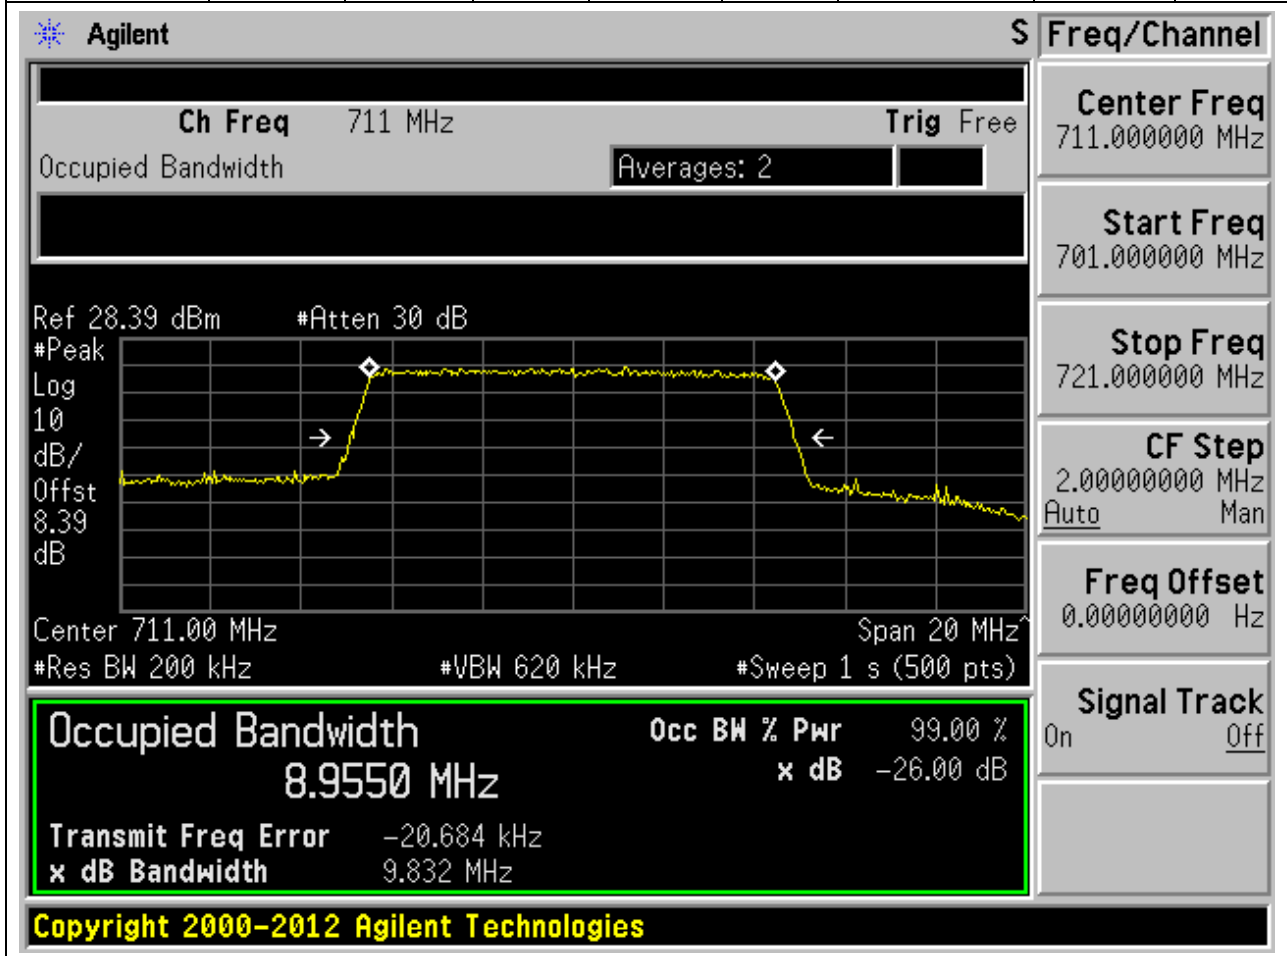 Agilent S Freq/Channel
Ch Freq 711 MHz Trig Free
Occupied Bandwidth Averages: 2
Ref 28.39 dBm #Atten 30 dB
#Peak
Log
10
dB/
Offst
8.39
dB
Center 711.00 MHz Span 20 MHz^
#Res BW 200 kHz #VBW 620 kHz #Sweep 1 s (500 pts)
Occupied Bandwidth Occ BW % Pwr 99.00 %
8.9550 MHz x dB -26.00 dB
Transmit Freq Error -20.684 kHz
x dB Bandwidth 9.832 MHz
Copyright 2000-2012 Agilent Technologies
Center Freq
711.000000 MHz
Start Freq
701.000000 MHz
Stop Freq
721.000000 MHz
CF Step
2.00000000 MHz
Auto Man
Freq Offset
0.00000000 Hz
Signal Track
On Off